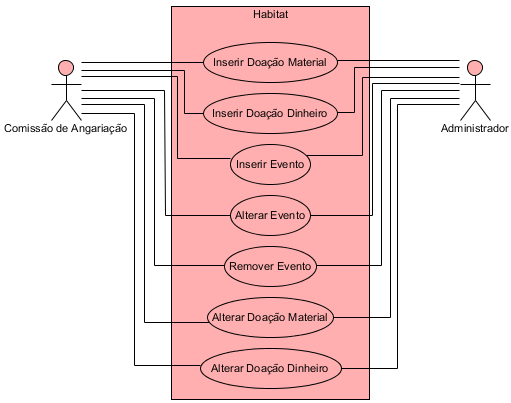 Habitat
Inserir Doação Material
Inserir Doação Dinheiro
Comissão de Angariação
Administrador
Inserir Evento
Alterar Evento
Remover Evento
Alterar Doação Material
Alterar Doação Dinheiro